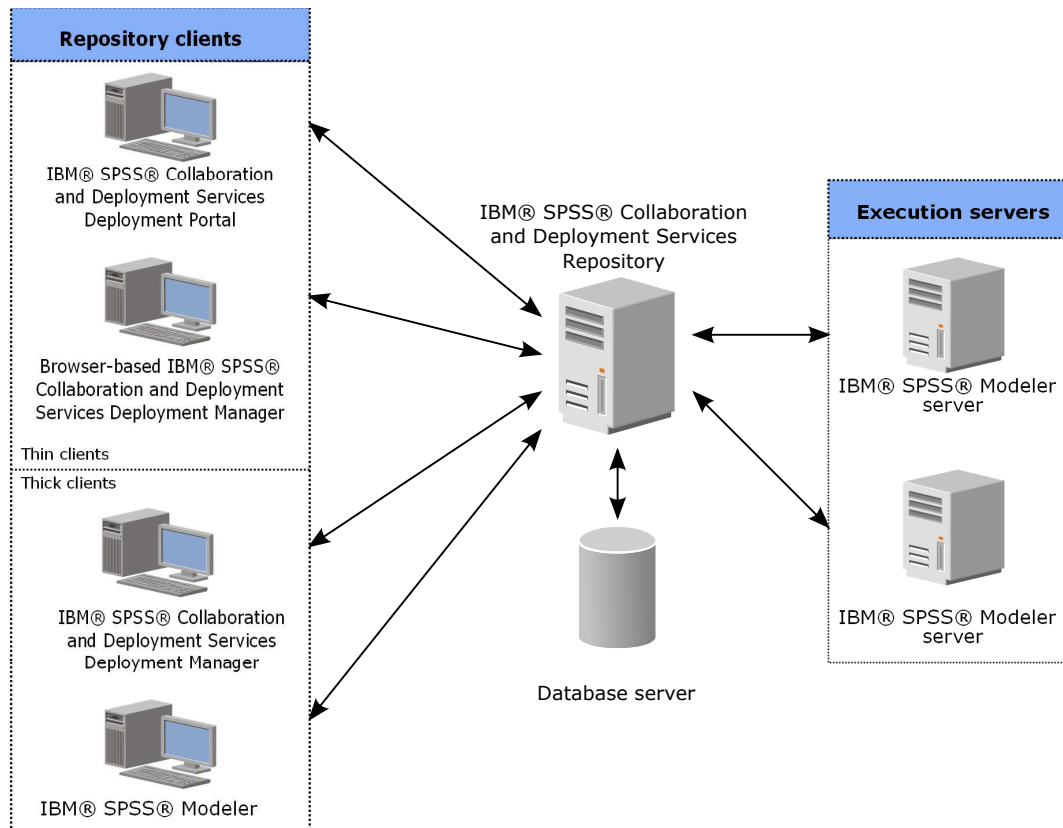 Repository clients
IBM® SPSS® Collaboration
and Deployment Services
Deployment Portal
Browser-based IBM® SPSS®
Collaboration and Deployment
Services Deployment Manager
Thin clients
Thick clients
IBM® SPSS® Collaboration
and Deployment Services
Deployment Manager
IBM® SPSS® Modeler
IBM® SPSS® Collaboration
and Deployment Services
Repository
Database server
Execution servers
IBM® SPSS® Modeler
server
IBM® SPSS® Modeler
server